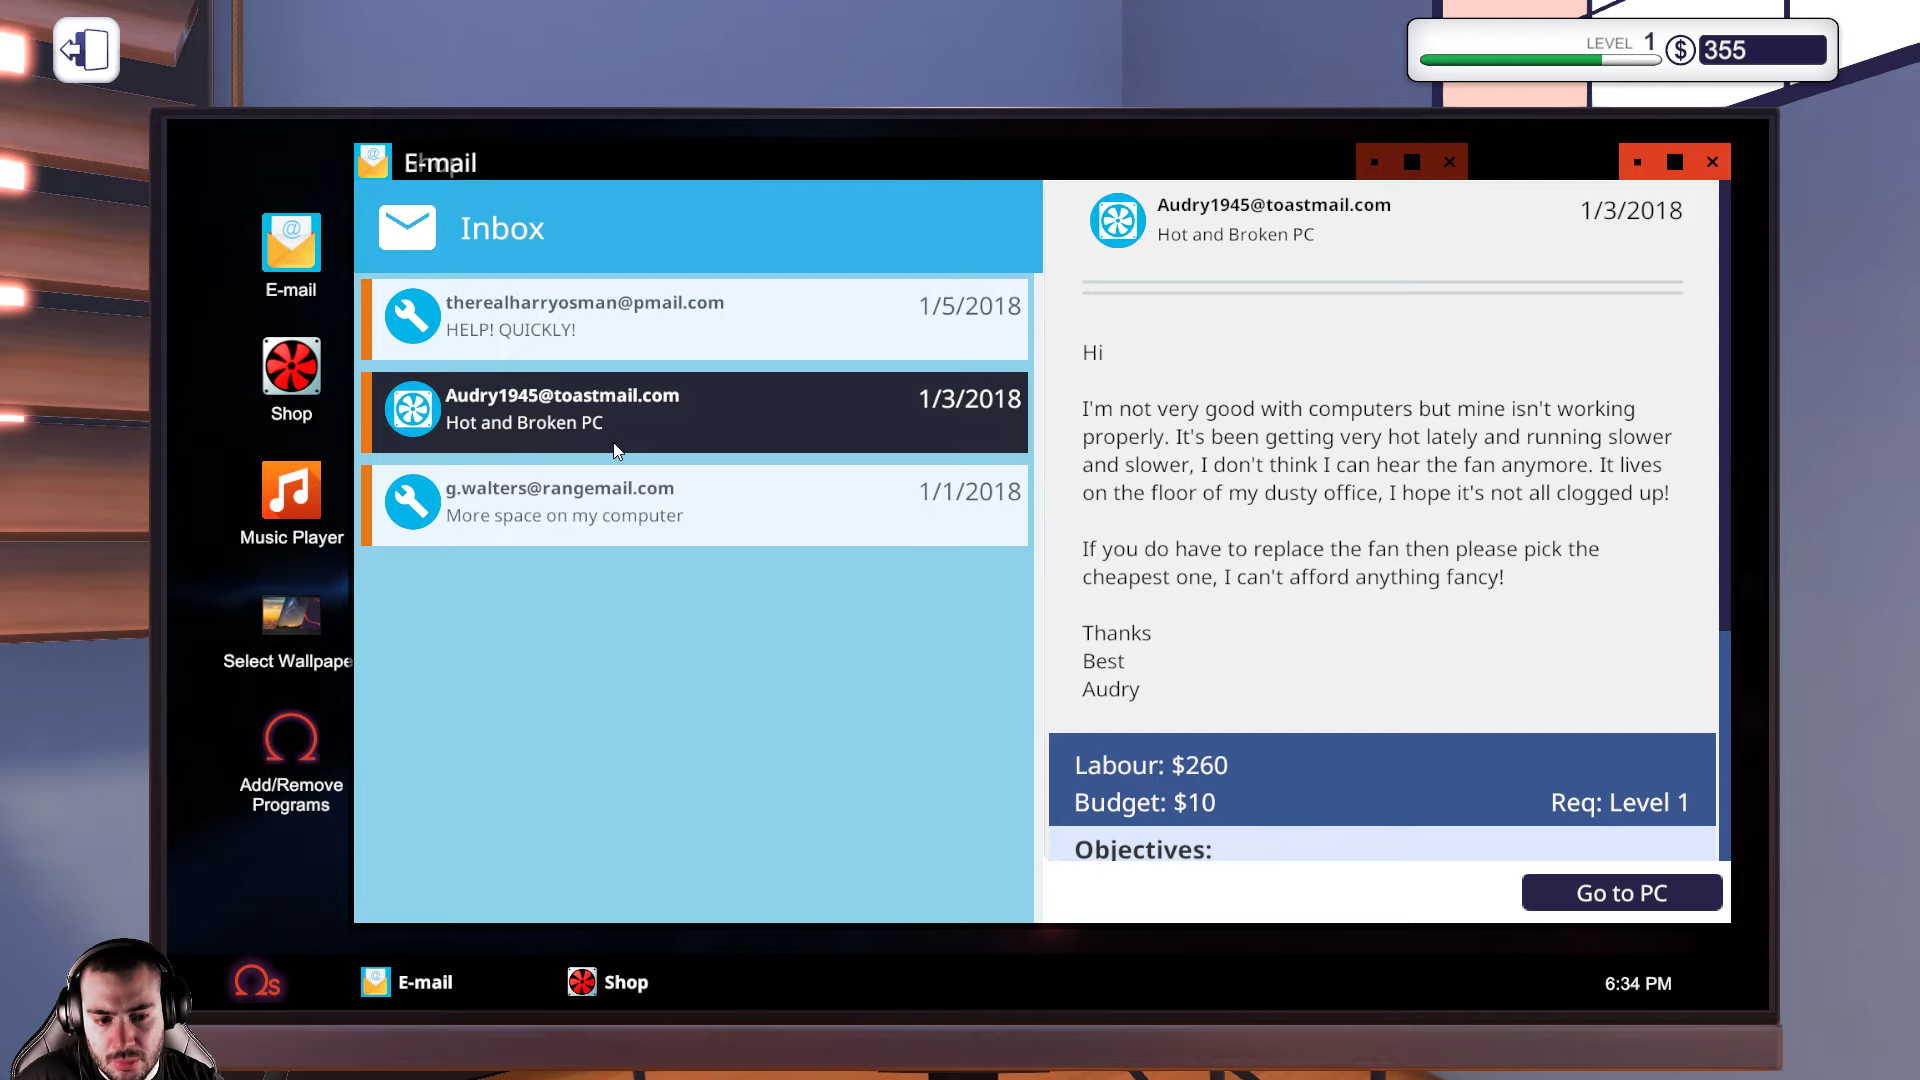 LEVEL 1
$ 355
E-mail
Inbox
therealharryosman@pmail.com 1/5/2018
HELP! QUICKLY!
Audry1945@toastmail.com 1/3/2018
Hot and Broken PC
g.walters@rangemail.com 1/1/2018
More space on my computer
Audry1945@toastmail.com 1/3/2018
Hot and Broken PC
Hi
I'm not very good with computers but mine isn't working
properly. It's been getting very hot lately and running slower
and slower, I don't think I can hear the fan anymore. It lives
on the floor of my dusty office, I hope it's not all clogged up!
If you do have to replace the fan then please pick the
cheapest one, I can't afford anything fancy!
Thanks
Best
Audry
Labour: $260
Budget: $10 Req: Level 1
Objectives:
Go to PC
E-mail
Shop
Music Player
Select Wallpape
Add/Remove
Programs
Ωs
E-mail
Shop
6:34 PM